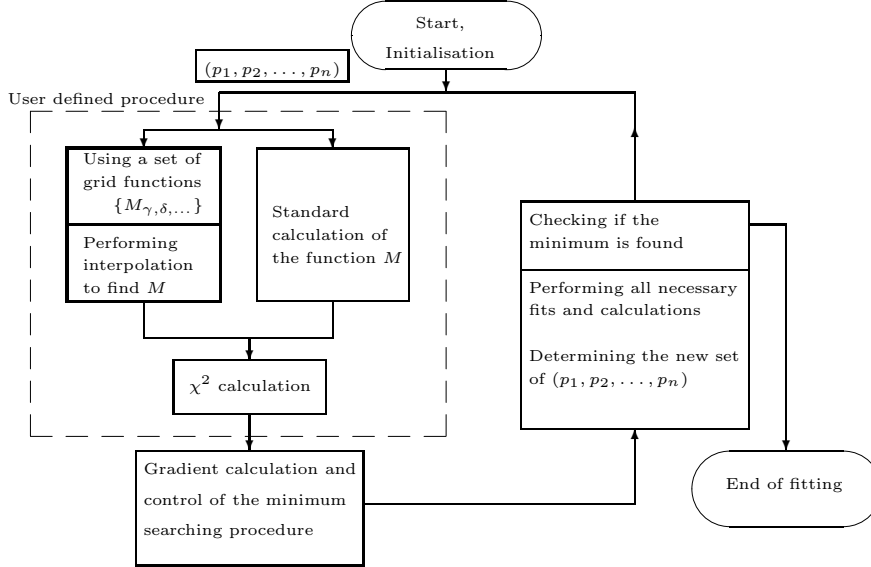 Start,
Initialisation
(p₁, p₂, . . . , pₙ)
User defined procedure
Using a set of
grid functions
{M_{γ,δ,...}}
Performing
interpolation
to find M
Standard
calculation of
the function M
χ² calculation
Gradient calculation and
control of the minimum
searching procedure
Checking if the
minimum is found
Performing all necessary
fits and calculations
Determining the new set
of (p₁, p₂, . . . , pₙ)
End of fitting